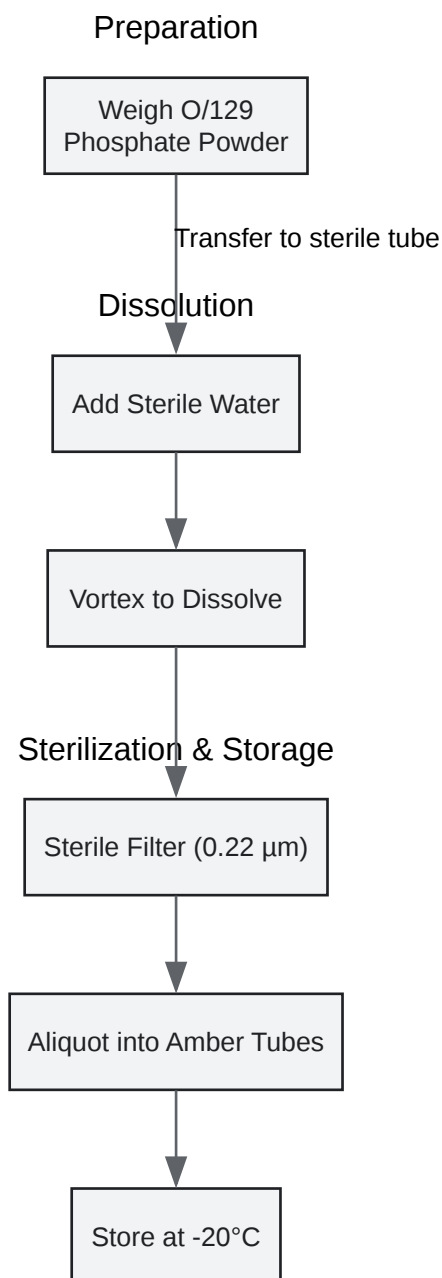 Preparation
Weigh O/129
Phosphate Powder
Transfer to sterile tube
Dissolution
Add Sterile Water
Vortex to Dissolve
Sterilization & Storage
Sterile Filter (0.22 µm)
Aliquot into Amber Tubes
Store at -20°C